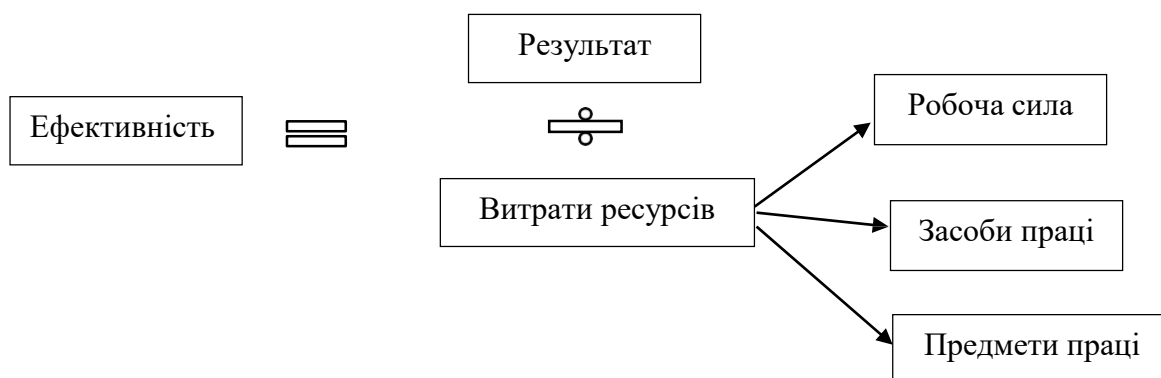 Результат
Ефективність
Витрати ресурсів
Робоча сила
Засоби праці
Предмети праці